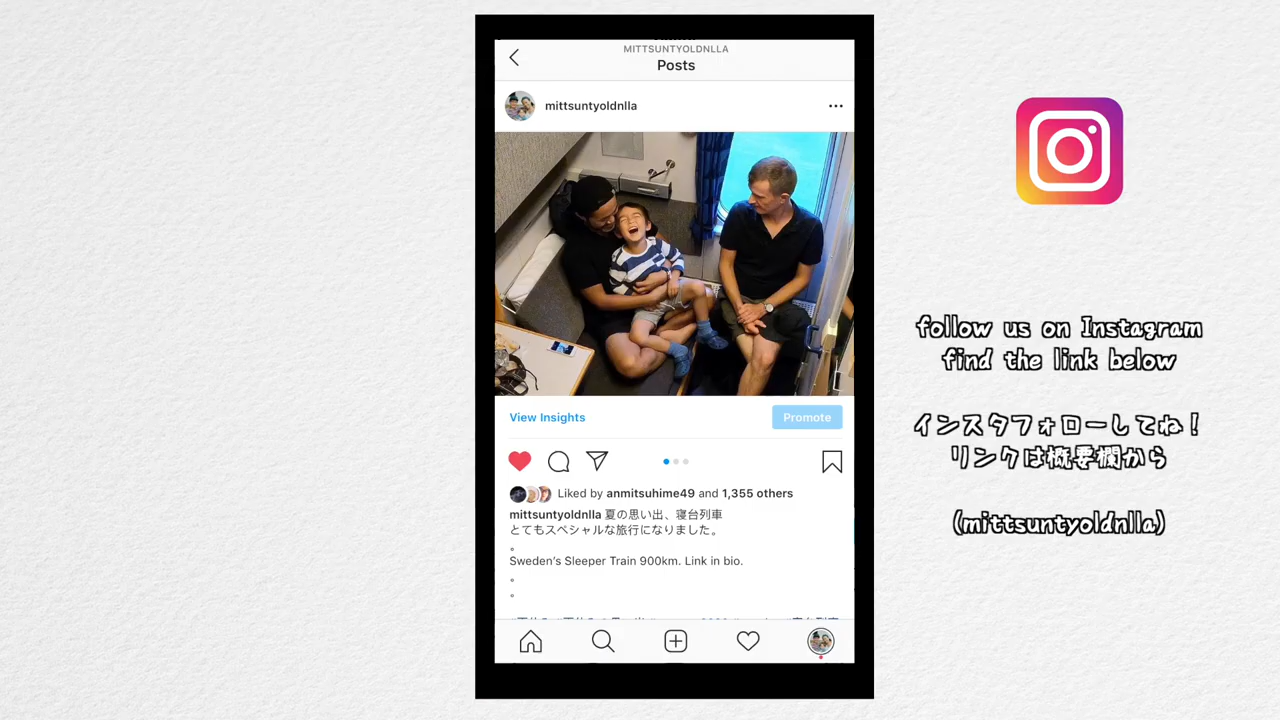 MITTSUNTYOLDNLLA
Posts
mittsuntyoldnlla
View Insights
Promote
Liked by anmitsuhime49 and 1,355 others
mittsuntyoldnlla 夏の思い出、寝台列車
とてもスペシャルな旅行になりました。
。
Sweden's Sleeper Train 900km. Link in bio.
。
。
follow us on Instagram
find the link below
インスタフォローしてね！
リンクは概要欄から
(mittsuntyoldnlla)